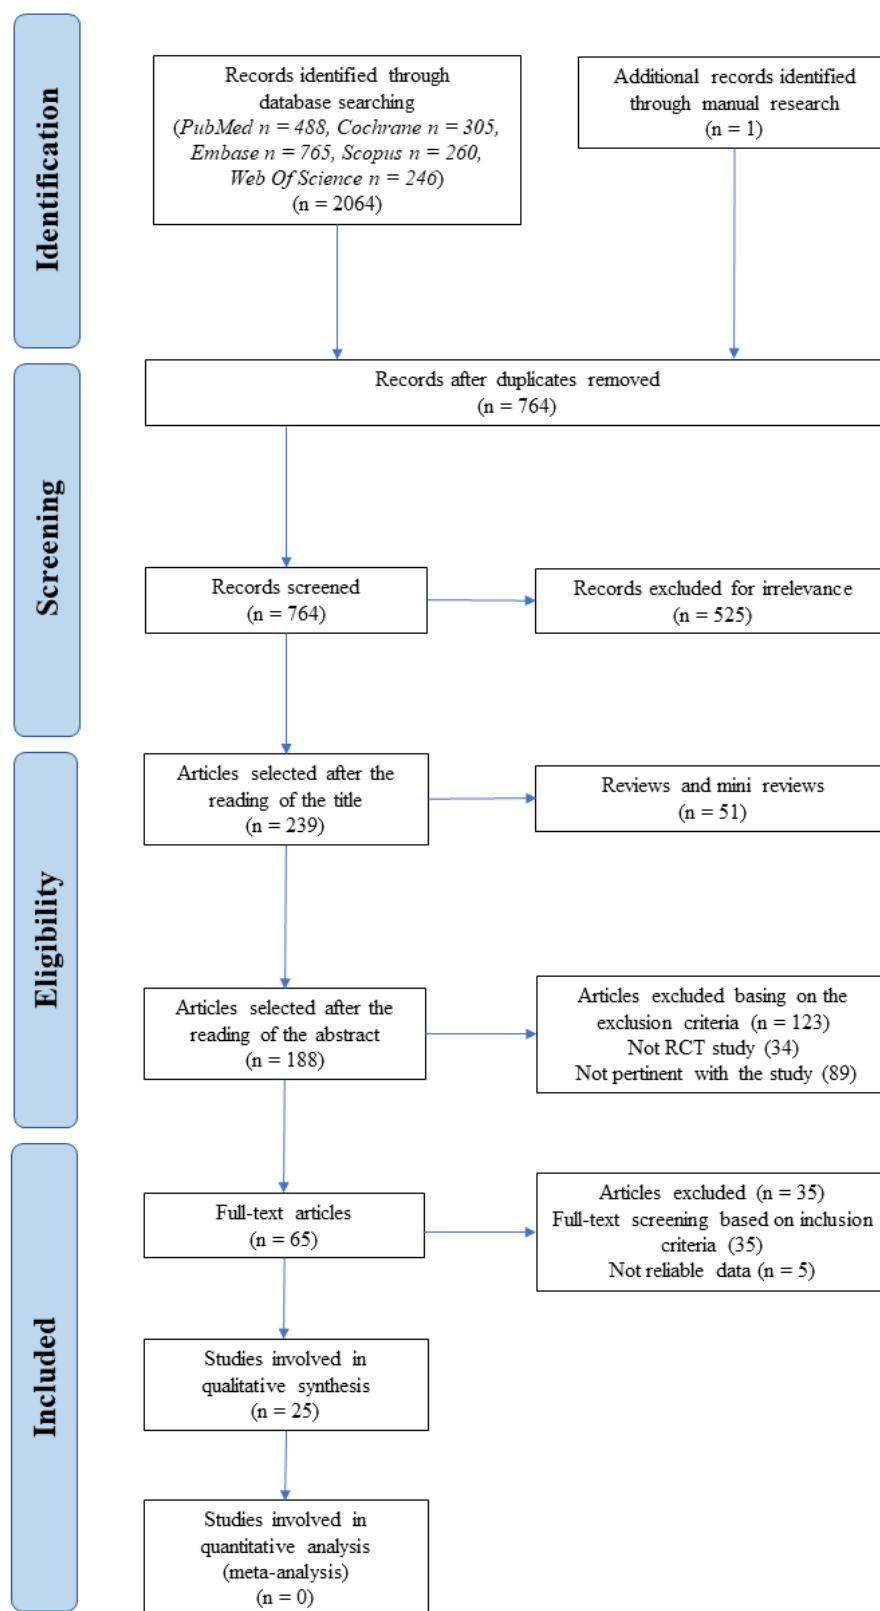 Identification
Records identified through
database searching
(PubMed n = 488, Cochrane n = 305,
Embase n = 765, Scopus n = 260,
Web Of Science n = 246)
(n = 2064)
Additional records identified
through manual research
(n = 1)
Screening
Records after duplicates removed
(n = 764)
Records screened
(n = 764)
Records excluded for irrelevance
(n = 525)
Eligibility
Articles selected after the
reading of the title
(n = 239)
Reviews and mini reviews
(n = 51)
Articles selected after the
reading of the abstract
(n = 188)
Articles excluded basing on the
exclusion criteria (n = 123)
Not RCT study (34)
Not pertinent with the study (89)
Included
Full-text articles
(n = 65)
Articles excluded (n = 35)
Full-text screening based on inclusion
criteria (35)
Not reliable data (n = 5)
Studies involved in
qualitative synthesis
(n = 25)
Studies involved in
quantitative analysis
(meta-analysis)
(n = 0)